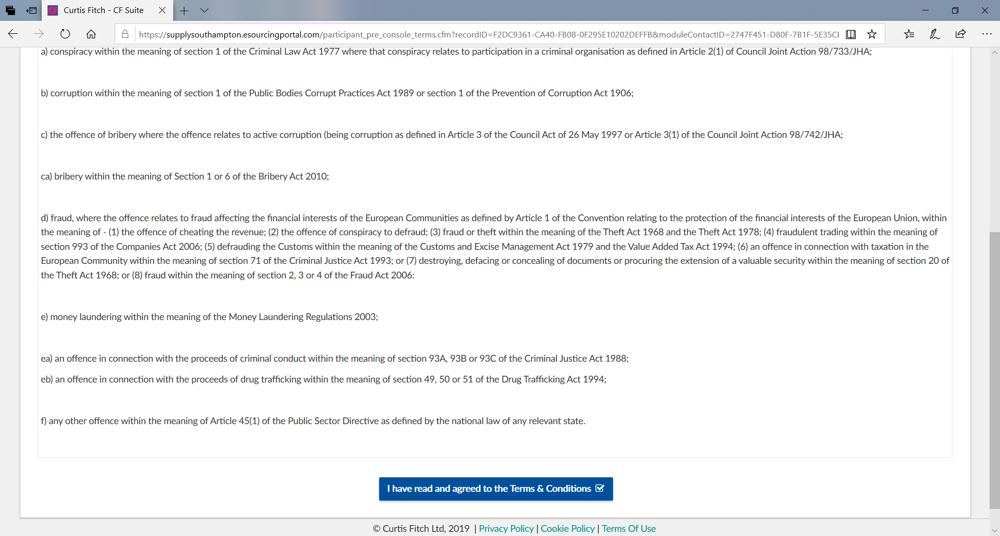 Curtis Fitch - CF Suite
https://supplysouthampton.esourcingportal.com/participant_pre_console_terms.cfm?recordID=F2DC9361-CA40-FB08-0F295E10202DEFFB&moduleContactID=2747F451-D80F-7B1F-5E35CE
a) conspiracy within the meaning of section 1 of the Criminal Law Act 1977 where that conspiracy relates to participation in a criminal organisation as defined in Article 2(1) of Council Joint Action 98/733/JHA;
b) corruption within the meaning of section 1 of the Public Bodies Corrupt Practices Act 1989 or section 1 of the Prevention of Corruption Act 1906;
c) the offence of bribery where the offence relates to active corruption (being corruption as defined in Article 3 of the Council Act of 26 May 1997 or Article 3(1) of the Council Joint Action 98/742/JHA;
ca) bribery within the meaning of Section 1 or 6 of the Bribery Act 2010;
d) fraud, where the offence relates to fraud affecting the financial interests of the European Communities as defined by Article 1 of the Convention relating to the protection of the financial interests of the European Union, within
the meaning of - (1) the offence of cheating the revenue; (2) the offence of conspiracy to defraud; (3) fraud or theft within the meaning of the Theft Act 1968 and the Theft Act 1978; (4) fraudulent trading within the meaning of
section 993 of the Companies Act 2006; (5) defrauding the Customs within the meaning of the Customs and Excise Management Act 1979 and the Value Added Tax Act 1994; (6) an offence in connection with taxation in the
European Community within the meaning of section 71 of the Criminal Justice Act 1993; or (7) destroying, defacing or concealing of documents or procuring the extension of a valuable security within the meaning of section 20 of
the Theft Act 1968; or (8) fraud within the meaning of section 2, 3 or 4 of the Fraud Act 2006:
e) money laundering within the meaning of the Money Laundering Regulations 2003;
ea) an offence in connection with the proceeds of criminal conduct within the meaning of section 93A, 93B or 93C of the Criminal Justice Act 1988;
eb) an offence in connection with the proceeds of drug trafficking within the meaning of section 49, 50 or 51 of the Drug Trafficking Act 1994;
f) any other offence within the meaning of Article 45(1) of the Public Sector Directive as defined by the national law of any relevant state.
I have read and agreed to the Terms & Conditions
© Curtis Fitch Ltd, 2019 | Privacy Policy | Cookie Policy | Terms Of Use